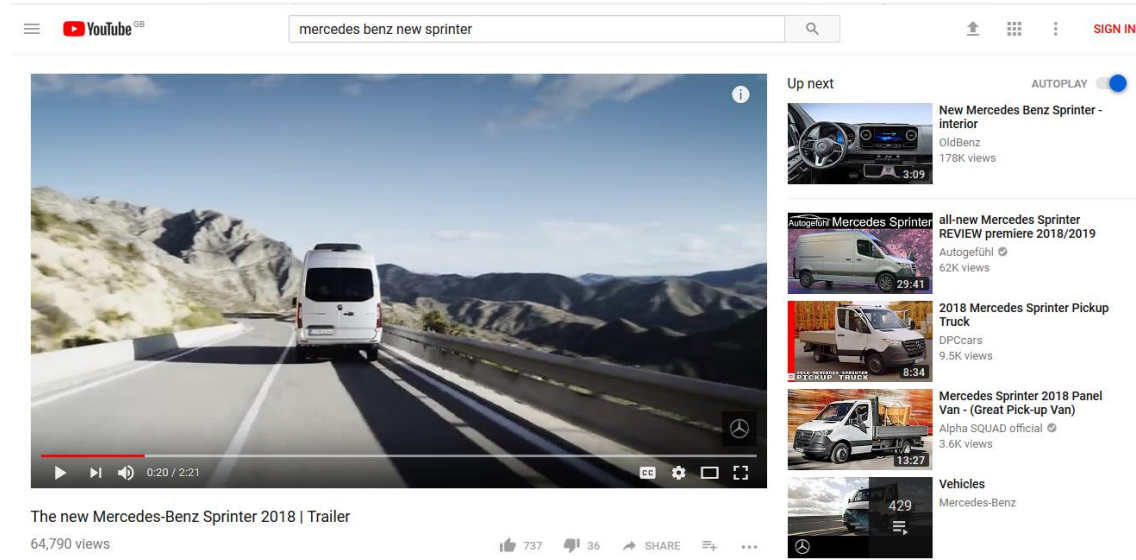 YouTube GB
mercedes benz new sprinter
SIGN IN
0:20 / 2:21
CC
The new Mercedes-Benz Sprinter 2018 | Trailer
64,790 views
737
36
SHARE
Up next
AUTOPLAY
3:09
New Mercedes Benz Sprinter -
interior
OldBenz
178K views
Autogefühl Mercedes Sprinter
29:41
all-new Mercedes Sprinter
REVIEW premiere 2018/2019
Autogefühl
62K views
2018 MERCEDES SPRINTER
PICKUP TRUCK
8:34
2018 Mercedes Sprinter Pickup
Truck
DPCcars
9.5K views
13:27
Mercedes Sprinter 2018 Panel
Van - (Great Pick-up Van)
Alpha SQUAD official
3.6K views
429
Vehicles
Mercedes-Benz